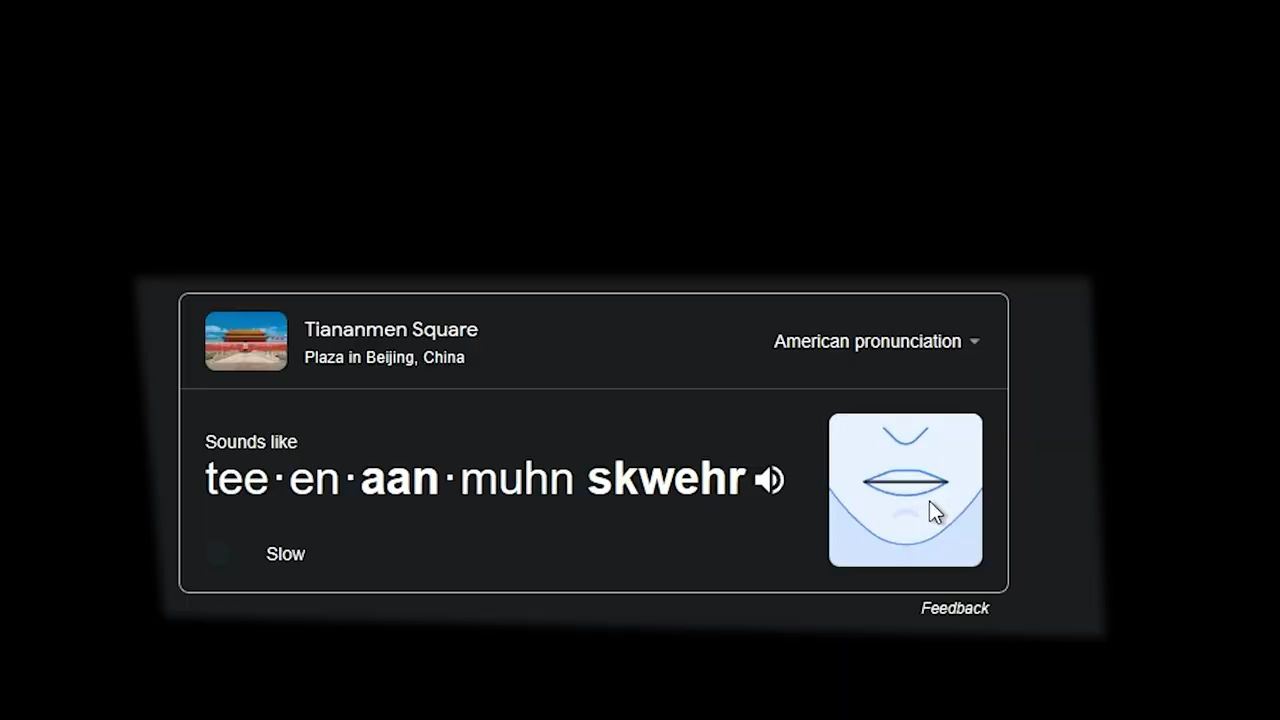 Tiananmen Square
Plaza in Beijing, China
American pronunciation
Sounds like
tee·en·aan·muhn skwehr
Slow
Feedback